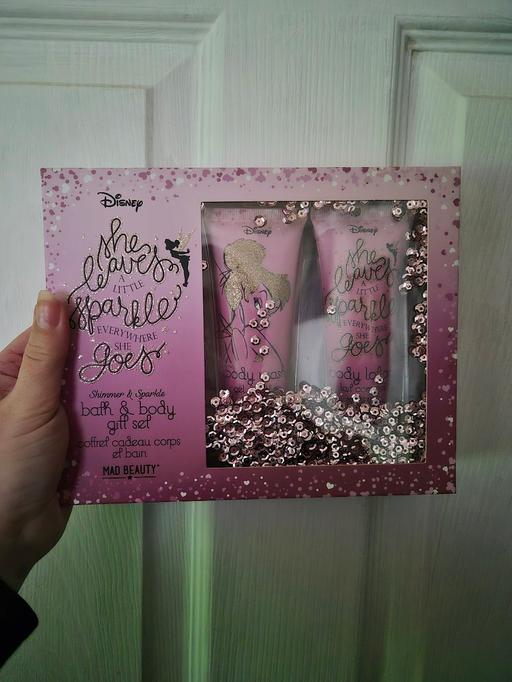 Disney
she
leaves
A
LITTLE
sparkle
EVERYWHERE
SHE
goes
Shimmer & Sparkle
bath & body
gift set
coffret cadeau corps
et bain
MAD BEAUTY
Disney
body wash
Disney
she
leaves
A
LITTLE
sparkle
EVERYWHERE
SHE
goes
body lotion